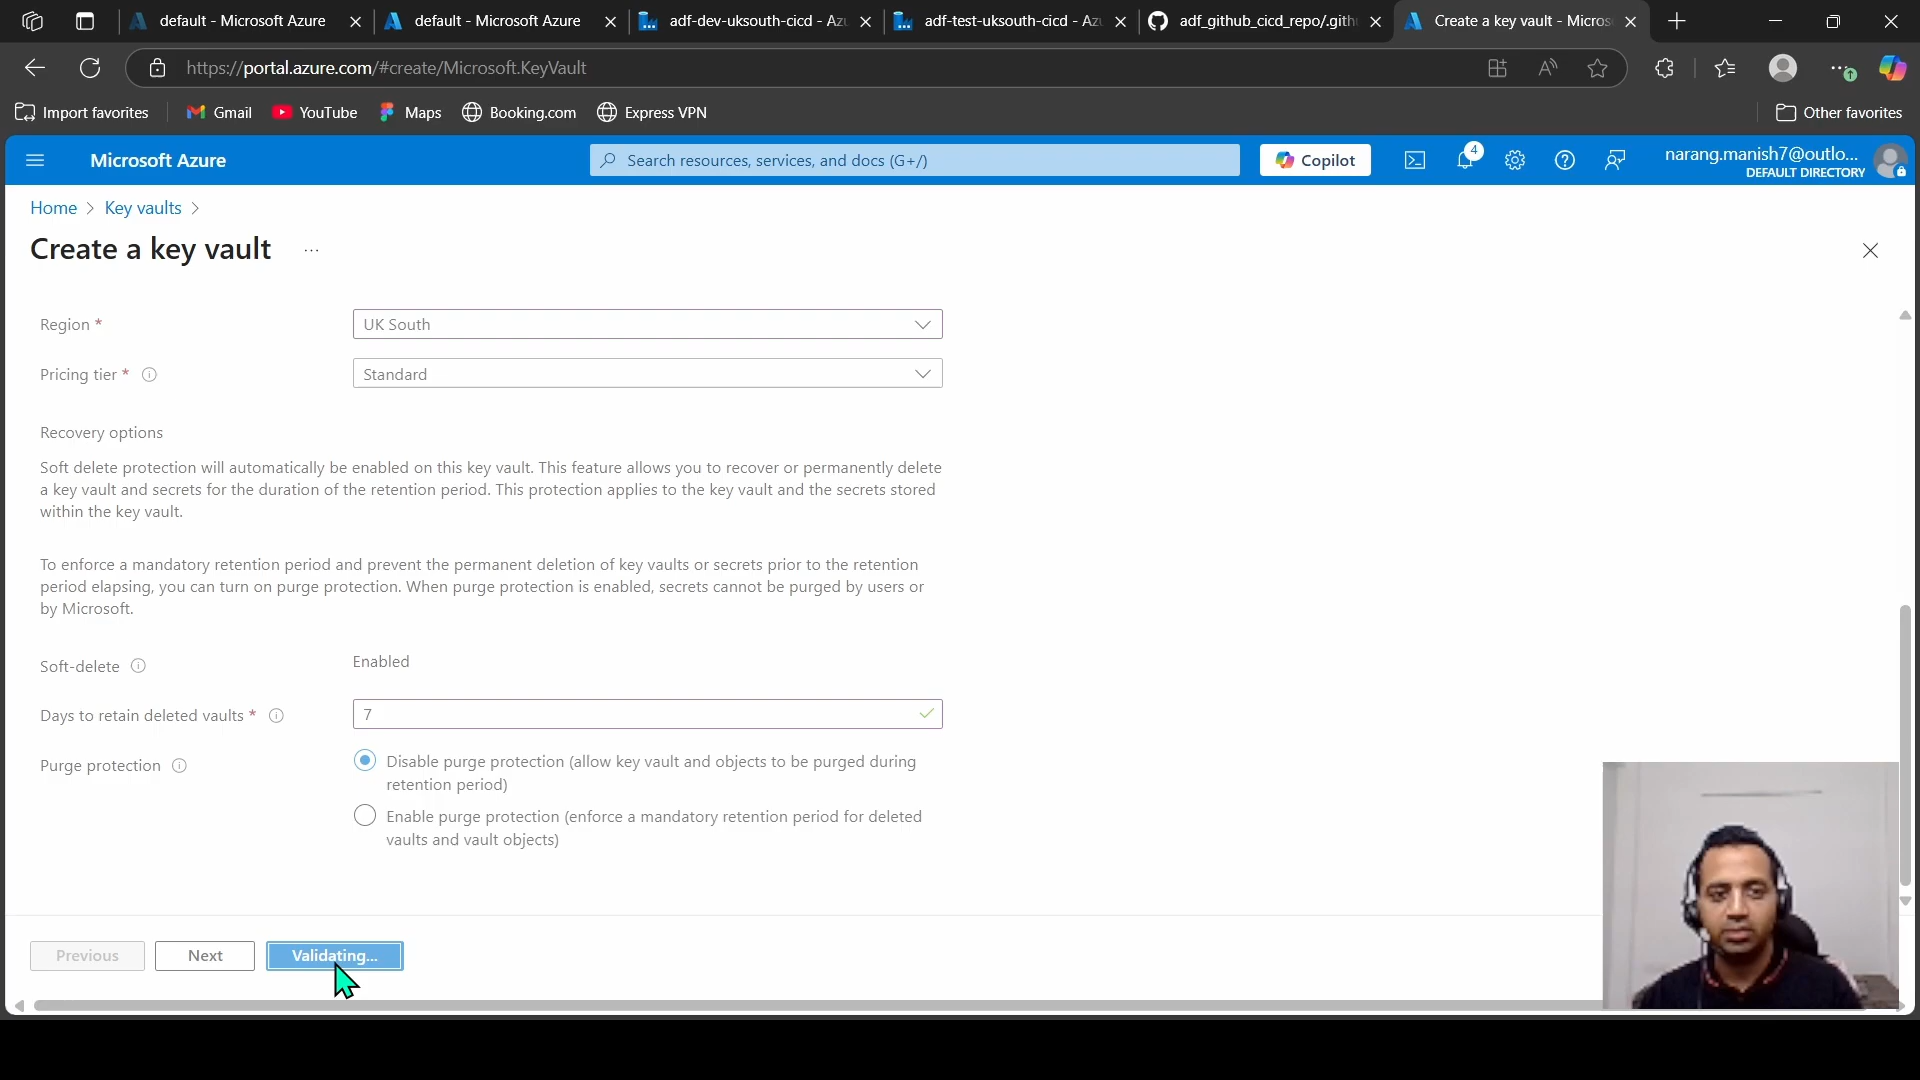 default - Microsoft Azure
default - Microsoft Azure
adf-dev-uksouth-cicd - Az
adf-test-uksouth-cicd - Az
adf_github_cicd_repo/.gith
Create a key vault - Micros
https://portal.azure.com/#create/Microsoft.KeyVault
Import favorites
Gmail
YouTube
Maps
Booking.com
Express VPN
Other favorites
Microsoft Azure
Search resources, services, and docs (G+/)
Copilot
4
narang.manish7@outlo...
DEFAULT DIRECTORY
Home > Key vaults >
Create a key vault ...
Region *
UK South
Pricing tier *
Standard
Recovery options
Soft delete protection will automatically be enabled on this key vault. This feature allows you to recover or permanently delete
a key vault and secrets for the duration of the retention period. This protection applies to the key vault and the secrets stored
within the key vault.
To enforce a mandatory retention period and prevent the permanent deletion of key vaults or secrets prior to the retention
period elapsing, you can turn on purge protection. When purge protection is enabled, secrets cannot be purged by users or
by Microsoft.
Soft-delete
Enabled
Days to retain deleted vaults *
7
Purge protection
Disable purge protection (allow key vault and objects to be purged during
retention period)
Enable purge protection (enforce a mandatory retention period for deleted
vaults and vault objects)
Previous
Next
Validating...